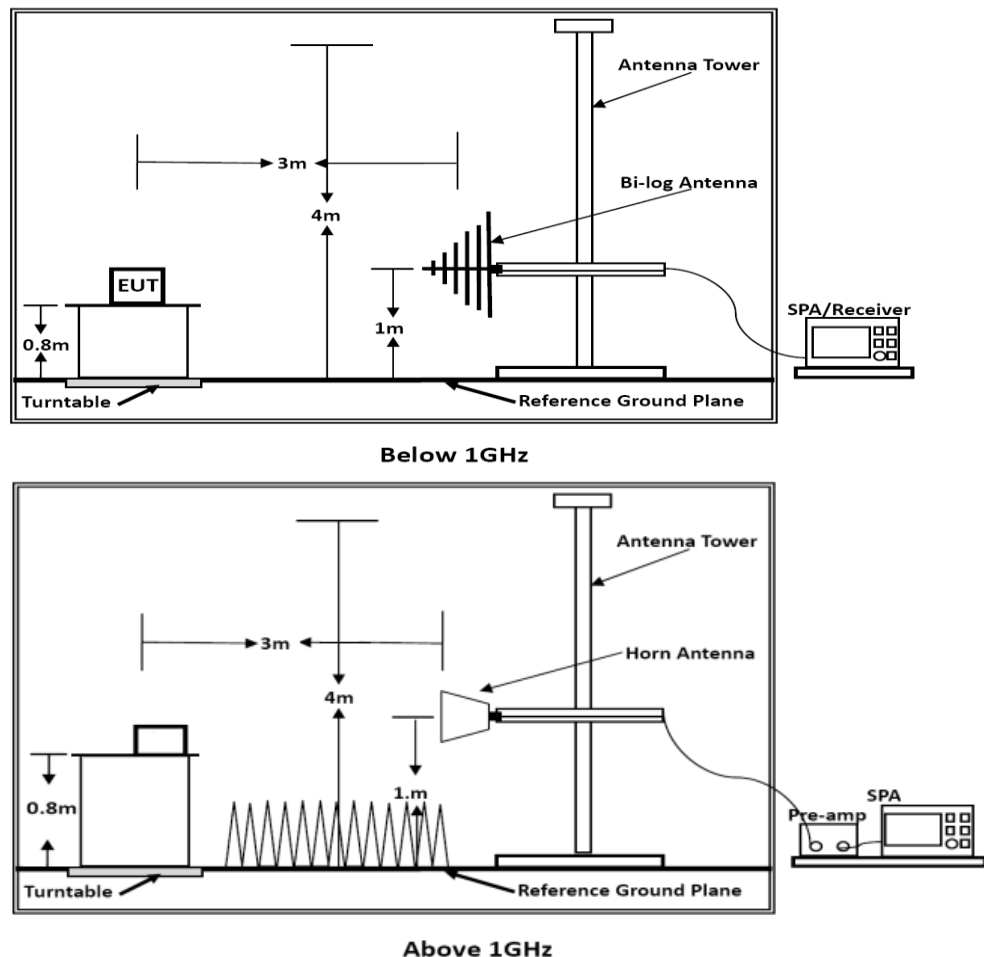 Antenna Tower
3m
Bi-log Antenna
4m
EUT
SPA/Receiver
1m
0.8m
Turntable
Reference Ground Plane
Below 1GHz
Antenna Tower
3m
Horn Antenna
4m
1.m
SPA
0.8m
Pre-amp
Turntable
Reference Ground Plane
Above 1GHz